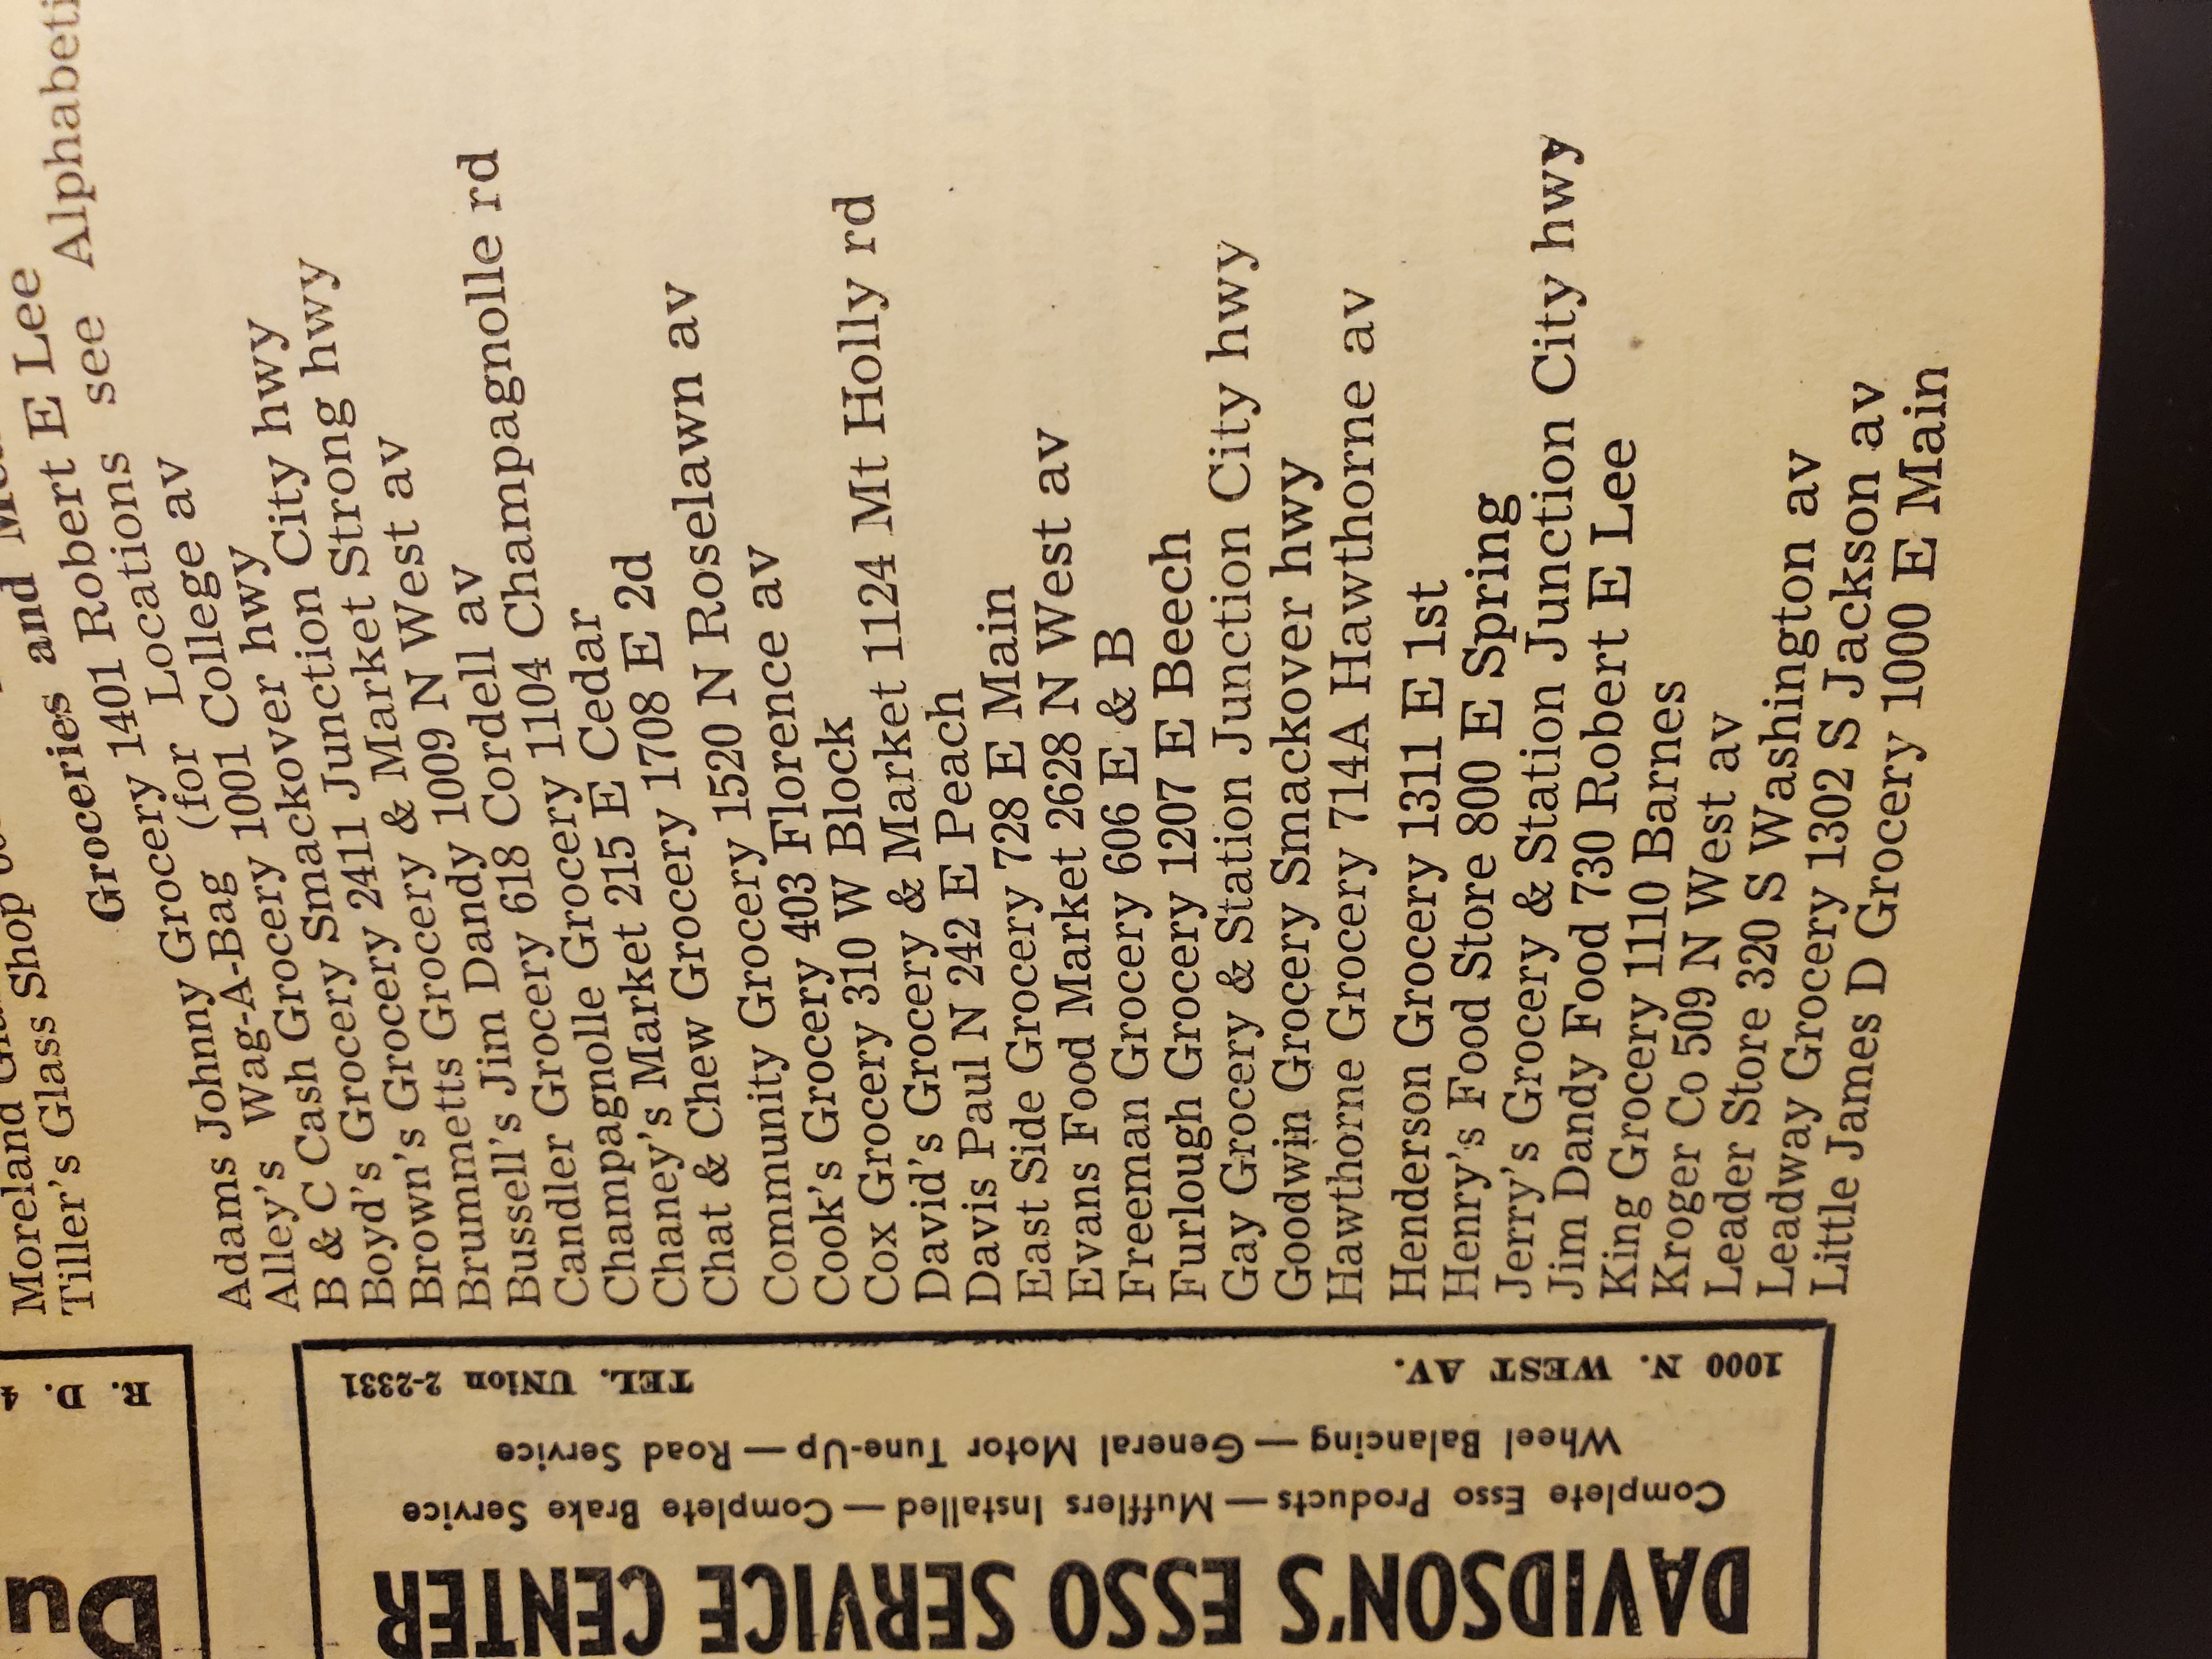 Moreland Shop
Tiller's Glass Shop
Groceries and
Adams Johnny Grocery 1401 Robert E Lee
Alley's Wag-A-Bag (for Locations see
B & C Cash Grocery 1001 College av
Boyd's Grocery Smackover hwy
Brown's Grocery 2411 Junction City hwy
Brummetts Grocery & Market Strong hwy
Bussell's Jim Dandy 1009 N West av
Candler Grocery 618 Cordell av
Champagnolle Grocery 1104 Champagnolle rd
Chaney's Market 215 E Cedar
Chat & Chew Grocery 1708 E 2d
Community Grocery 1520 N Roselawn av
Cook's Grocery 403 Florence av
Cox Grocery 310 W Block
David's Grocery & Market 1124 Mt Holly rd
Davis Paul N 242 E Peach
East Side Grocery 728 E Main
Evans Food Market 2628 N West av
Freeman Grocery 606 E & B
Furlough Grocery 1207 E Beech
Gay Grocery & Station Junction City hwy
Goodwin Grocery Smackover hwy
Hawthorne Grocery 714A Hawthorne av
Henderson Grocery 1311 E 1st
Henry's Food Store 800 E Spring
Jerry's Grocery & Station Junction City hwy
Jim Dandy Food 730 Robert E Lee
King Grocery 1110 Barnes
Kroger Co 509 N West av
Leader Store 320 S Washington av
Leadway Grocery 1302 S Jackson av
Little James D Grocery 1000 E Main
R.
D.
DAVIDSON'S ESSO SERVICE CENTER
Complete Esso Products — Mufflers Installed — Complete Brake Service
Wheel Balancing — General Motor Tune-Up — Road Service
1000 N. WEST AV. TEL. UNion 2-2331